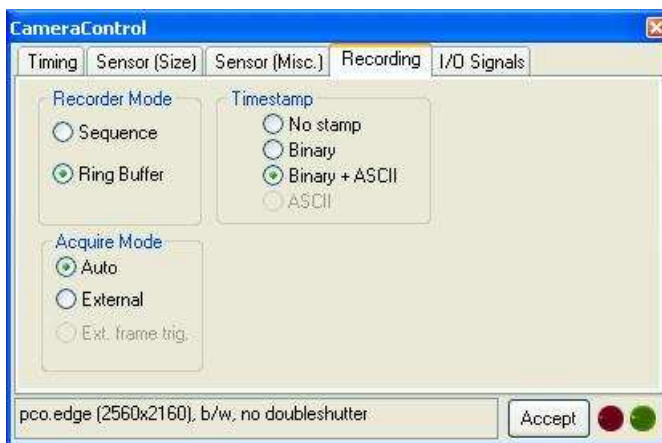 CameraControl
Timing Sensor (Size) Sensor (Misc.) Recording I/O Signals
Recorder Mode
Sequence
Ring Buffer
Timestamp
No stamp
Binary
Binary + ASCII
ASCII
Acquire Mode
Auto
External
Ext. frame trig.
pco.edge (2560x2160), b/w, no doubleshutter
Accept